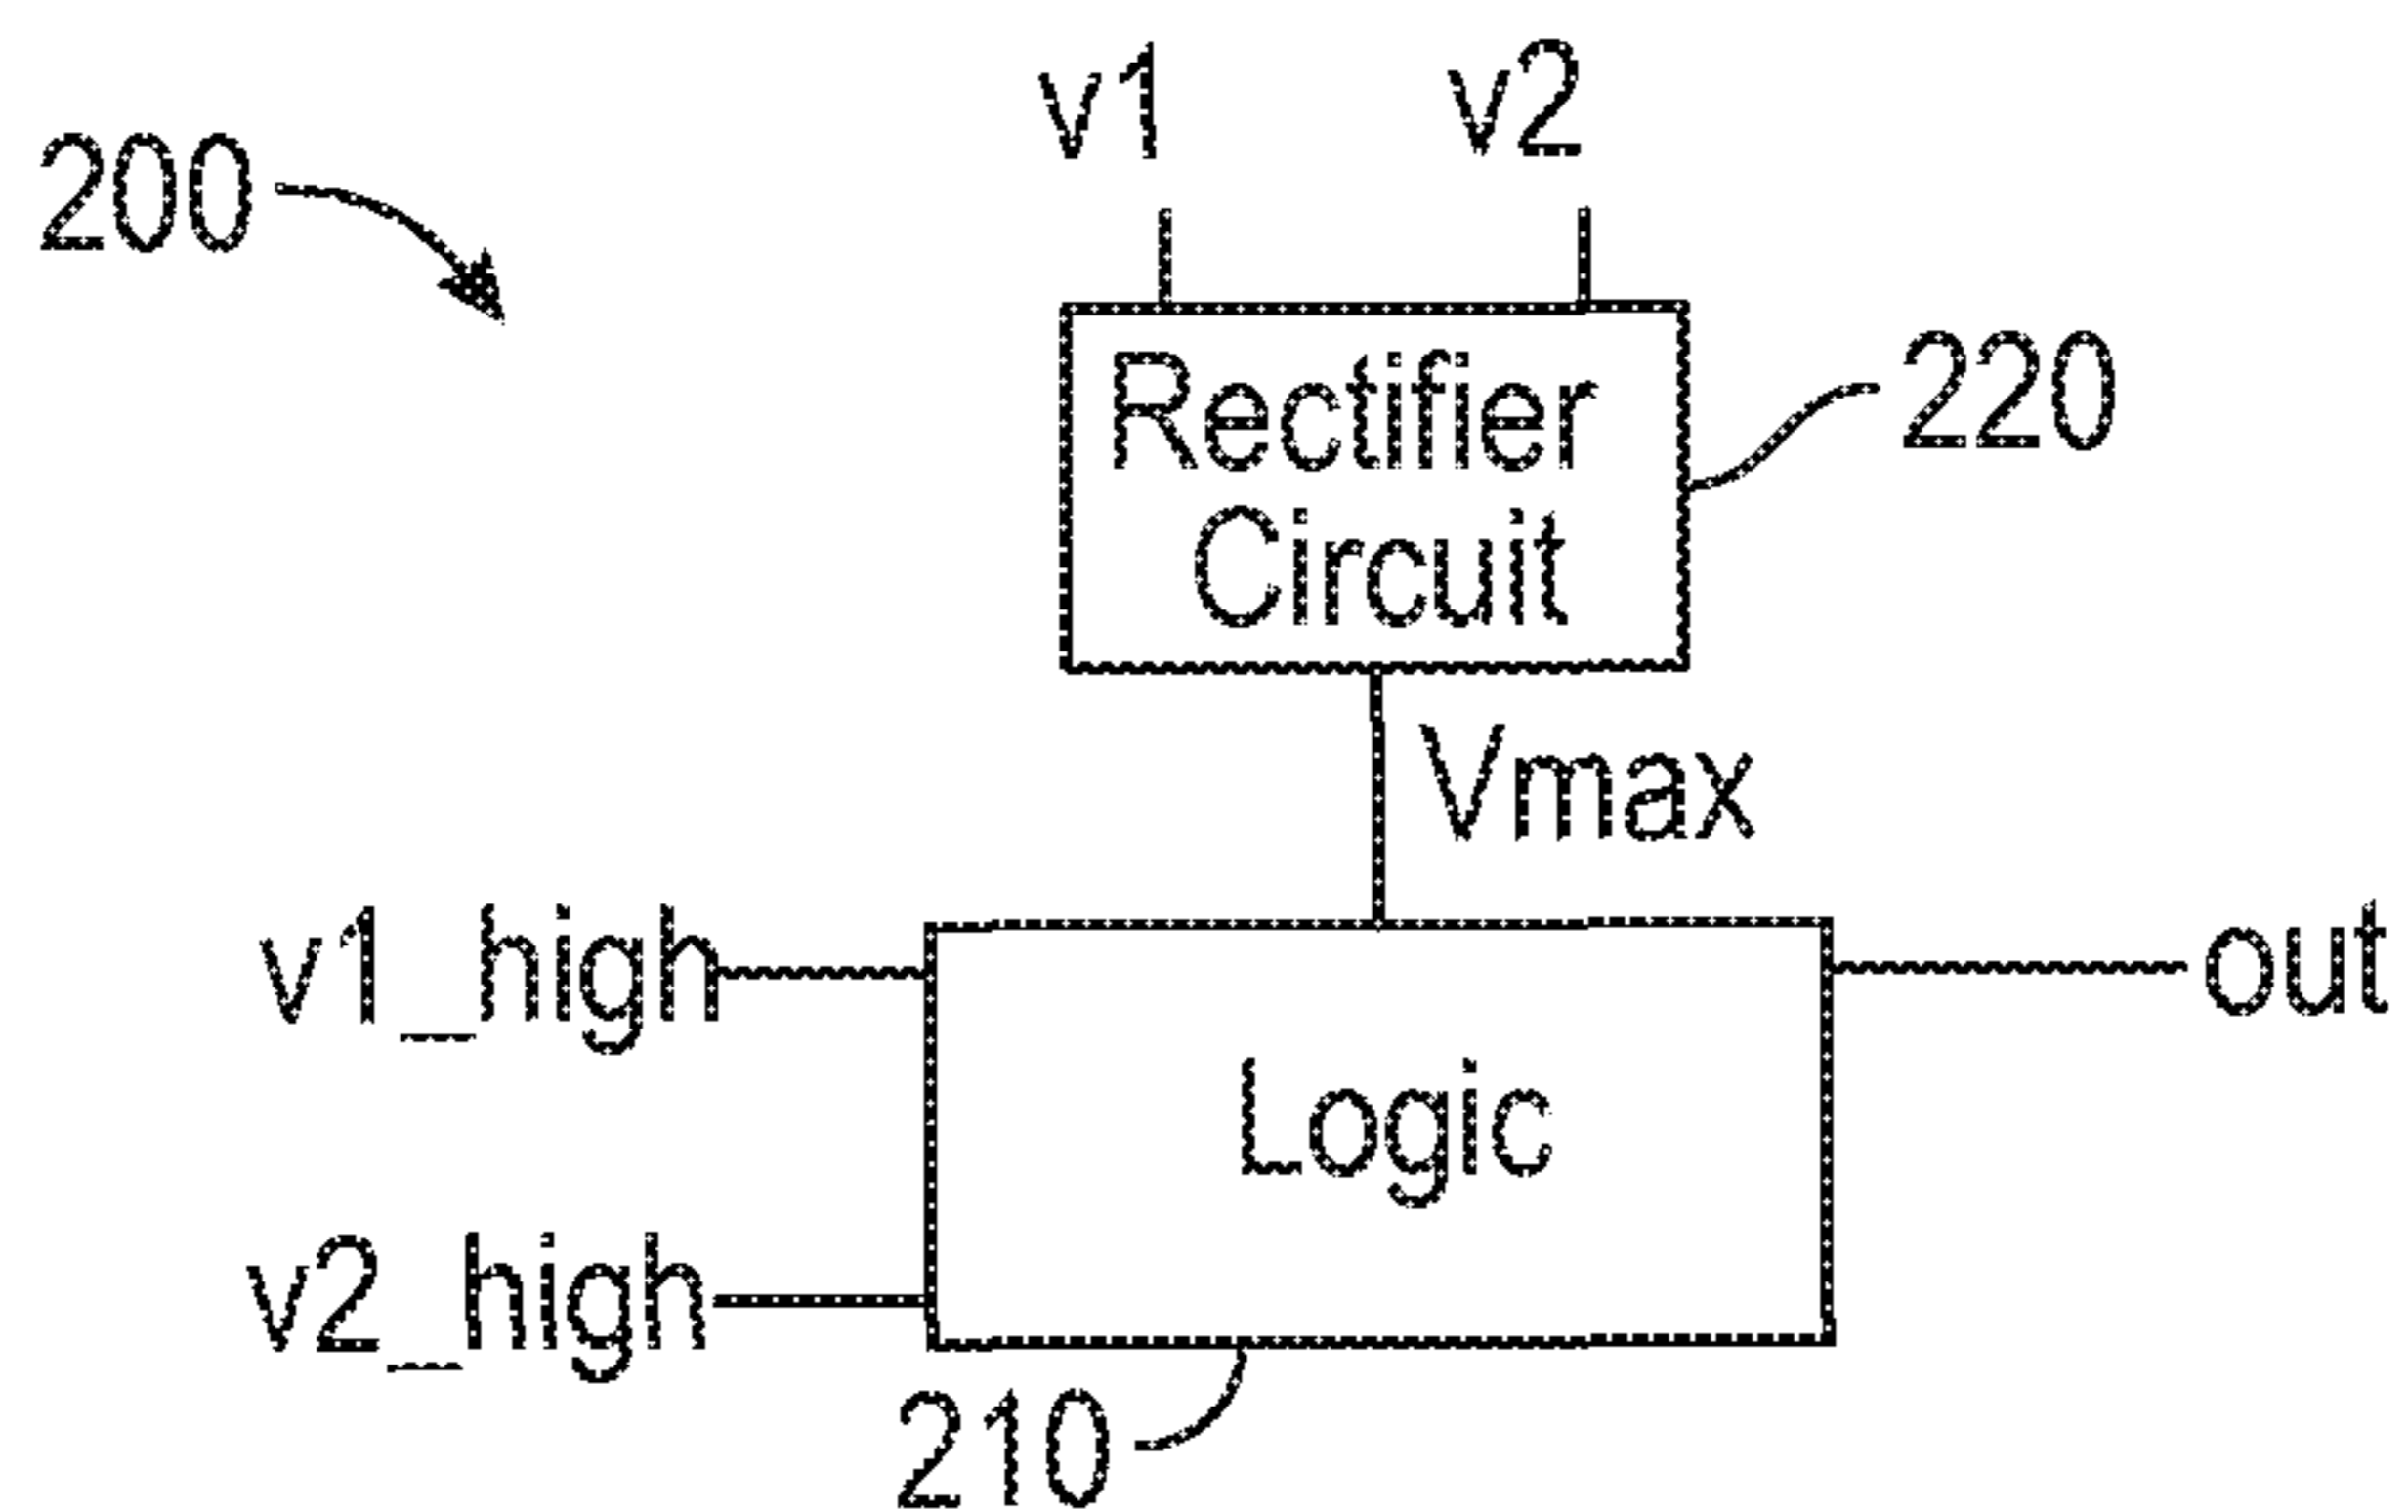 v1 v2
200
Rectifier
220
Circuit
Vmax
v1_high
out
Logic
v2_high
210